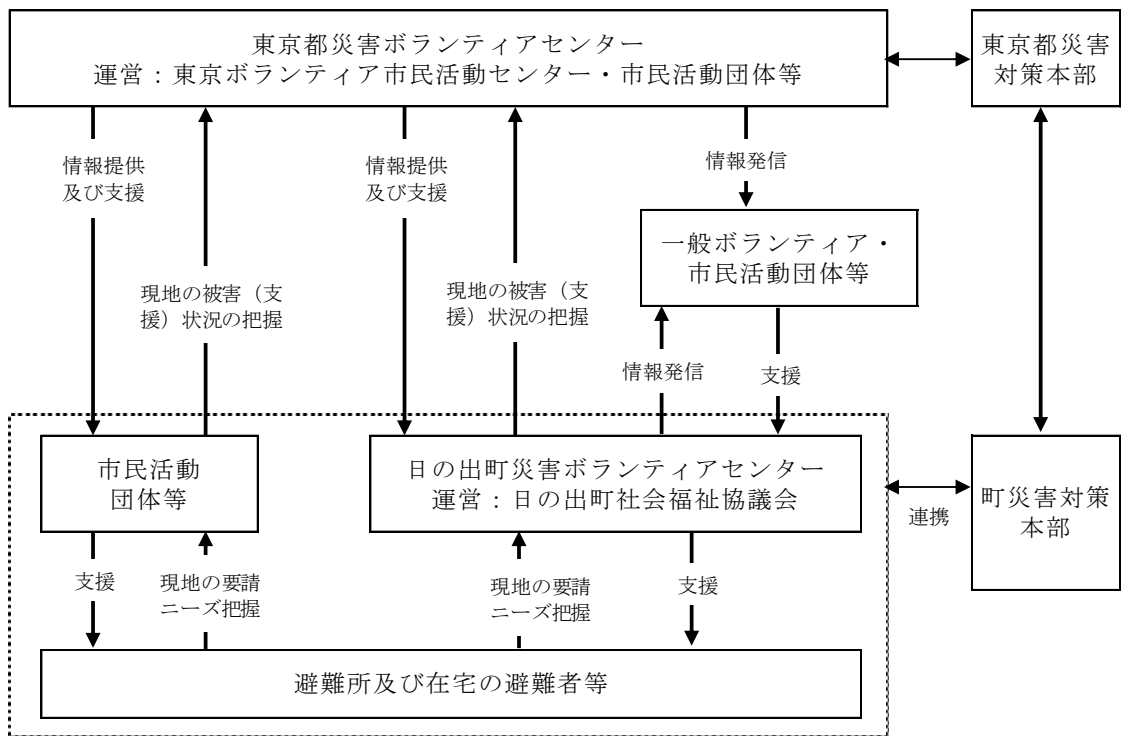 東京都災害ボランティアセンター
運営：東京ボランティア市民活動センター・市民活動団体等
東京都災害
対策本部
情報提供
及び支援
情報提供
及び支援
情報発信
一般ボランティア・
市民活動団体等
現地の被害（支
援）状況の把握
現地の被害（支
援）状況の把握
情報発信
支援
市民活動
団体等
日の出町災害ボランティアセンター
運営：日の出町社会福祉協議会
連携
町災害対策
本部
支援
現地の要請
ニーズ把握
現地の要請
ニーズ把握
支援
避難所及び在宅の避難者等